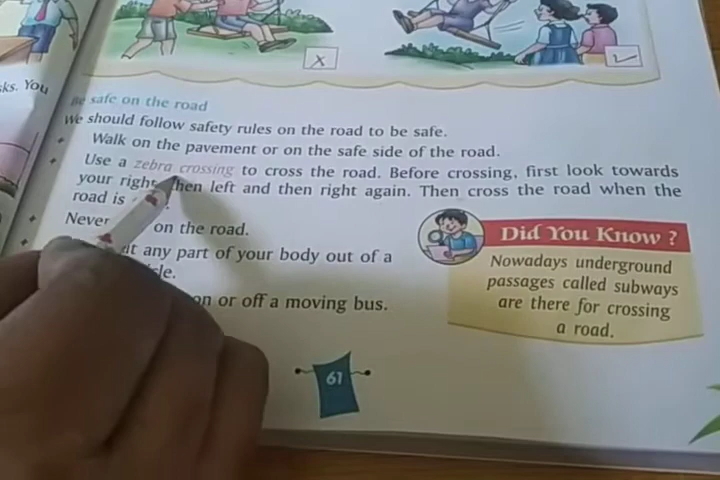 sks. You
Be safe on the road
We should follow safety rules on the road to be safe.
Walk on the pavement or on the safe side of the road.
Use a zebra crossing to cross the road. Before crossing, first look towards
your right then left and then right again. Then cross the road when the
road is
Never on the road.
any part of your body out of a
on or off a moving bus.
Did You Know ?
Nowadays underground
passages called subways
are there for crossing
a road.
61